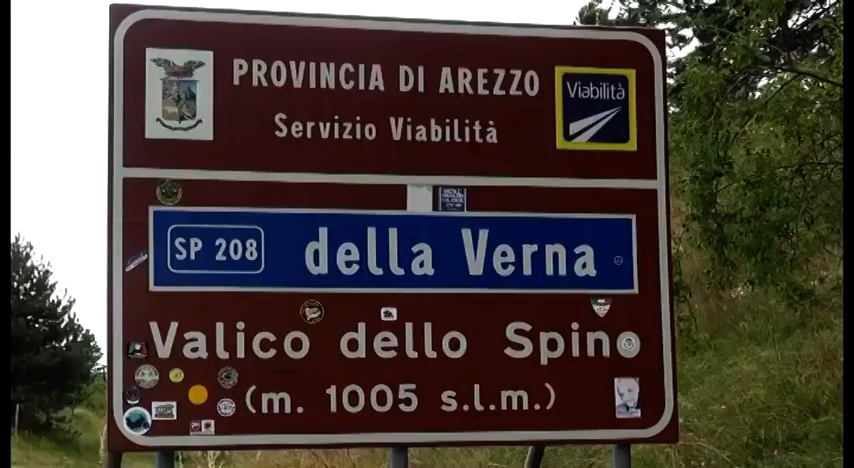 PROVINCIA DI AREZZO
Servizio Viabilità
Viabilità
SP 208 della Verna
Valico dello Spino
(m. 1005 s.l.m.)